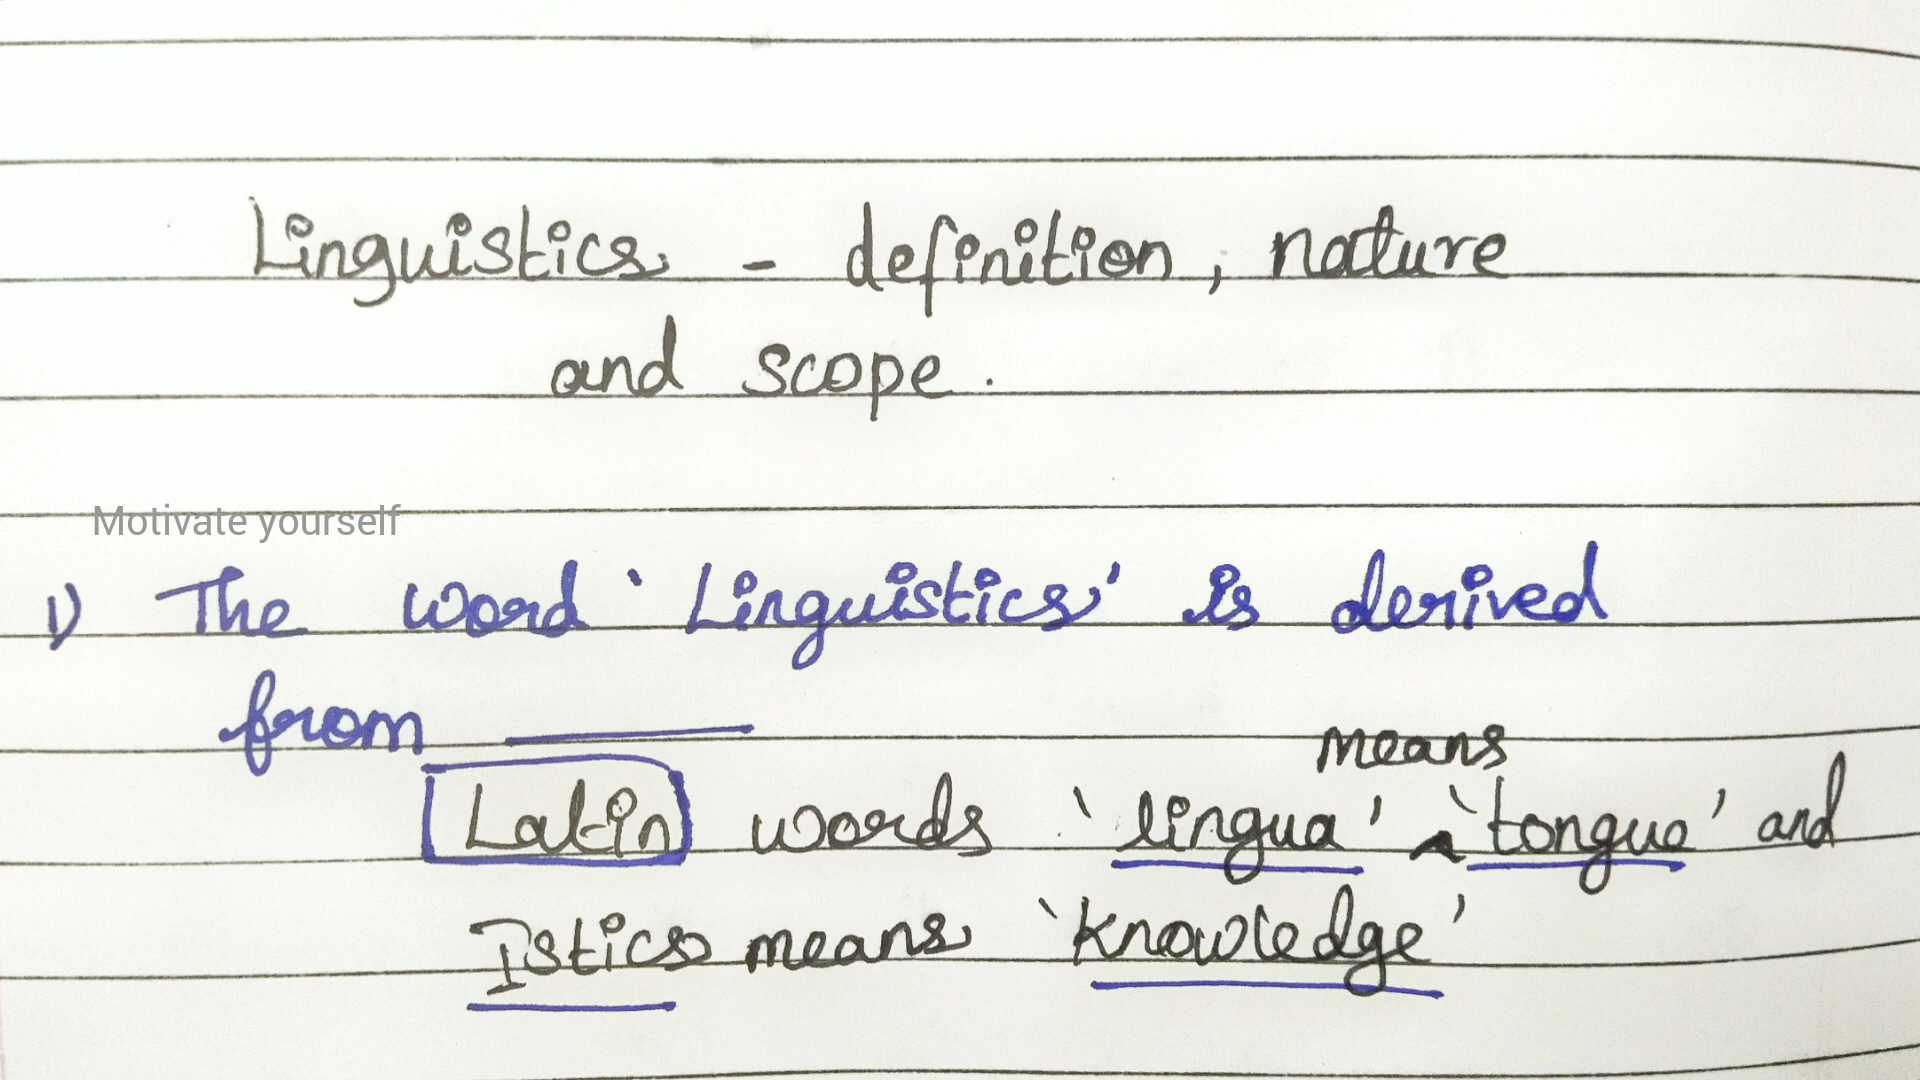 Linguistics - definition, nature
and scope.
Motivate yourself
1) The word 'Linguistics' is derived
from ______
Latin words 'lingua' means 'tongue' and
Istics means 'knowledge'